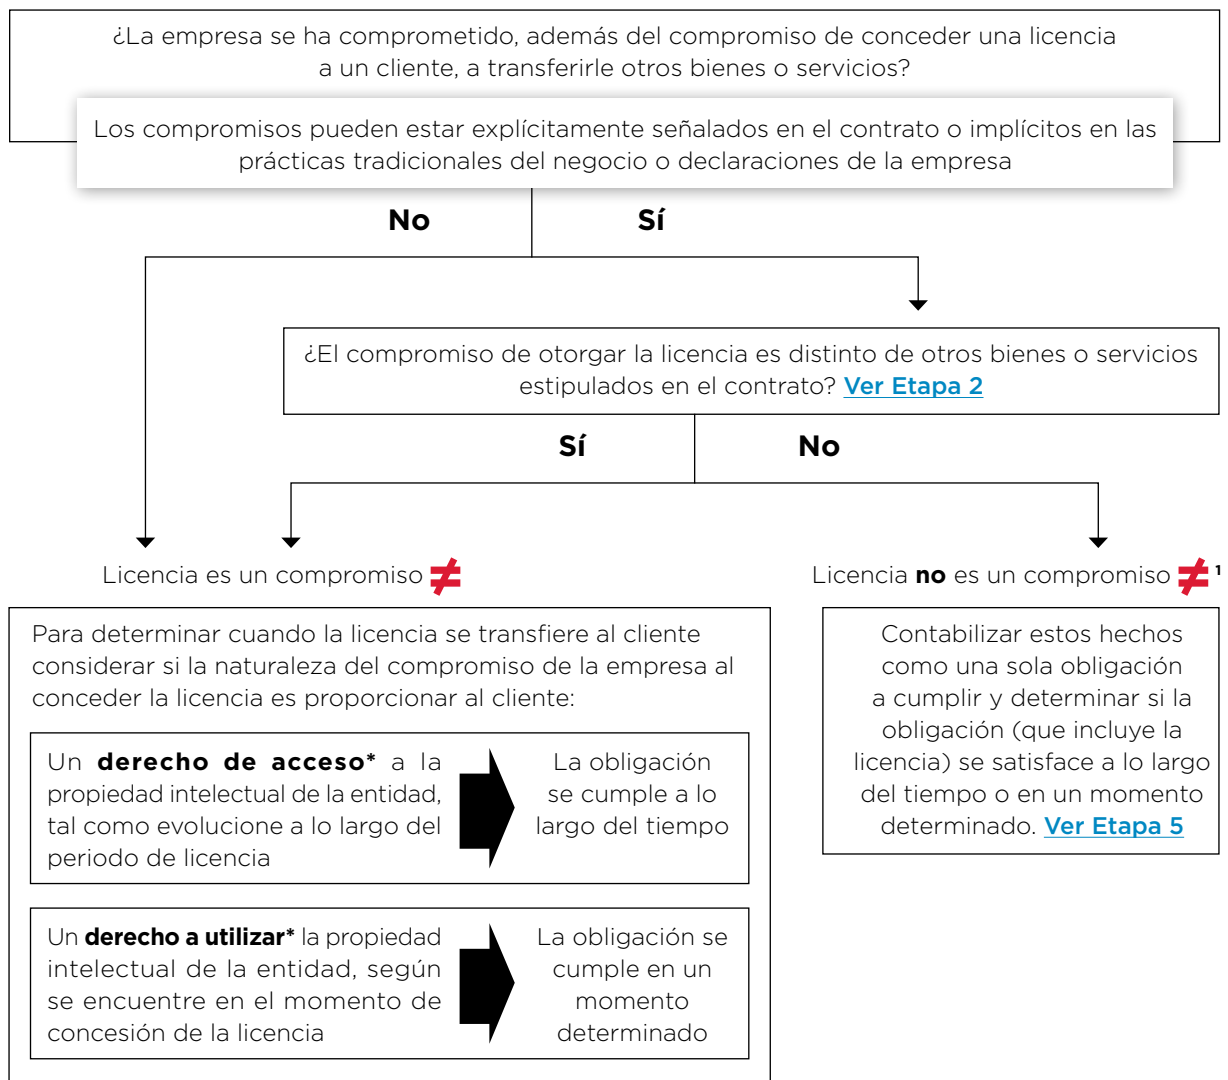 ¿La empresa se ha comprometido, además del compromiso de conceder una licencia
a un cliente, a transferirle otros bienes o servicios?
Los compromisos pueden estar explícitamente señalados en el contrato o implícitos en las
prácticas tradicionales del negocio o declaraciones de la empresa
No
Sí
¿El compromiso de otorgar la licencia es distinto de otros bienes o servicios
estipulados en el contrato? Ver Etapa 2
Sí
No
Licencia es un compromiso ≠
Licencia no es un compromiso ≠ ¹
Para determinar cuando la licencia se transfiere al cliente
considerar si la naturaleza del compromiso de la empresa al
conceder la licencia es proporcionar al cliente:
Un derecho de acceso* a la
propiedad intelectual de la entidad,
tal como evolucione a lo largo del
periodo de licencia
La obligación
se cumple a lo
largo del tiempo
Un derecho a utilizar* la propiedad
intelectual de la entidad, según
se encuentre en el momento de
concesión de la licencia
La obligación se
cumple en un
momento
determinado
Contabilizar estos hechos
como una sola obligación
a cumplir y determinar si la
obligación (que incluye la
licencia) se satisface a lo largo
del tiempo o en un momento
determinado. Ver Etapa 5